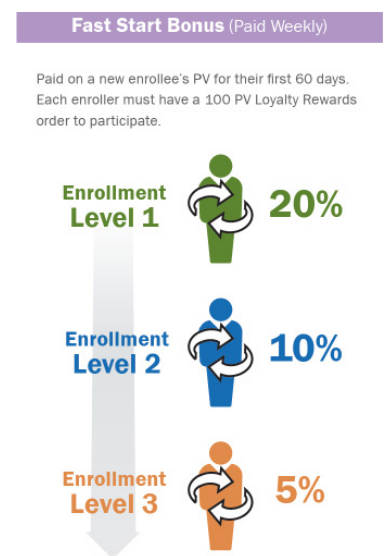 Fast Start Bonus (Paid Weekly)
Paid on a new enrollee's PV for their first 60 days.
Each enroller must have a 100 PV Loyalty Rewards
order to participate.
Enrollment
Level 1
20%
Enrollment
Level 2
10%
Enrollment
Level 3
5%